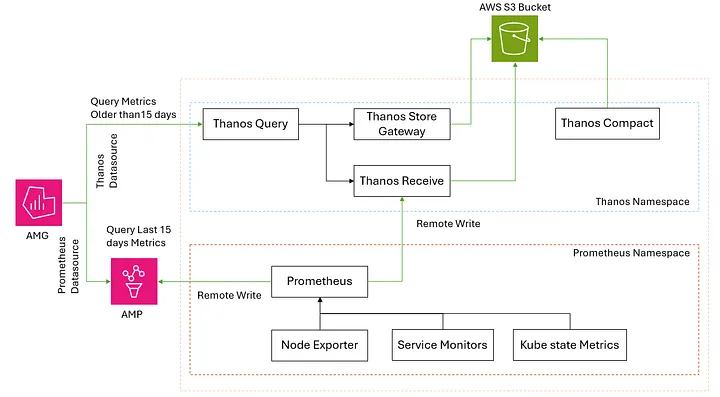 AWS S3 Bucket
Query Metrics
Older than15 days
Thanos Query
Thanos Store
Gateway
Thanos Compact
Thanos
Datasource
Thanos Receive
Thanos Namespace
AMG
Remote Write
Query Last 15
days Metrics
Prometheus
Datasource
Prometheus Namespace
Prometheus
Remote Write
AMP
Node Exporter
Service Monitors
Kube state Metrics